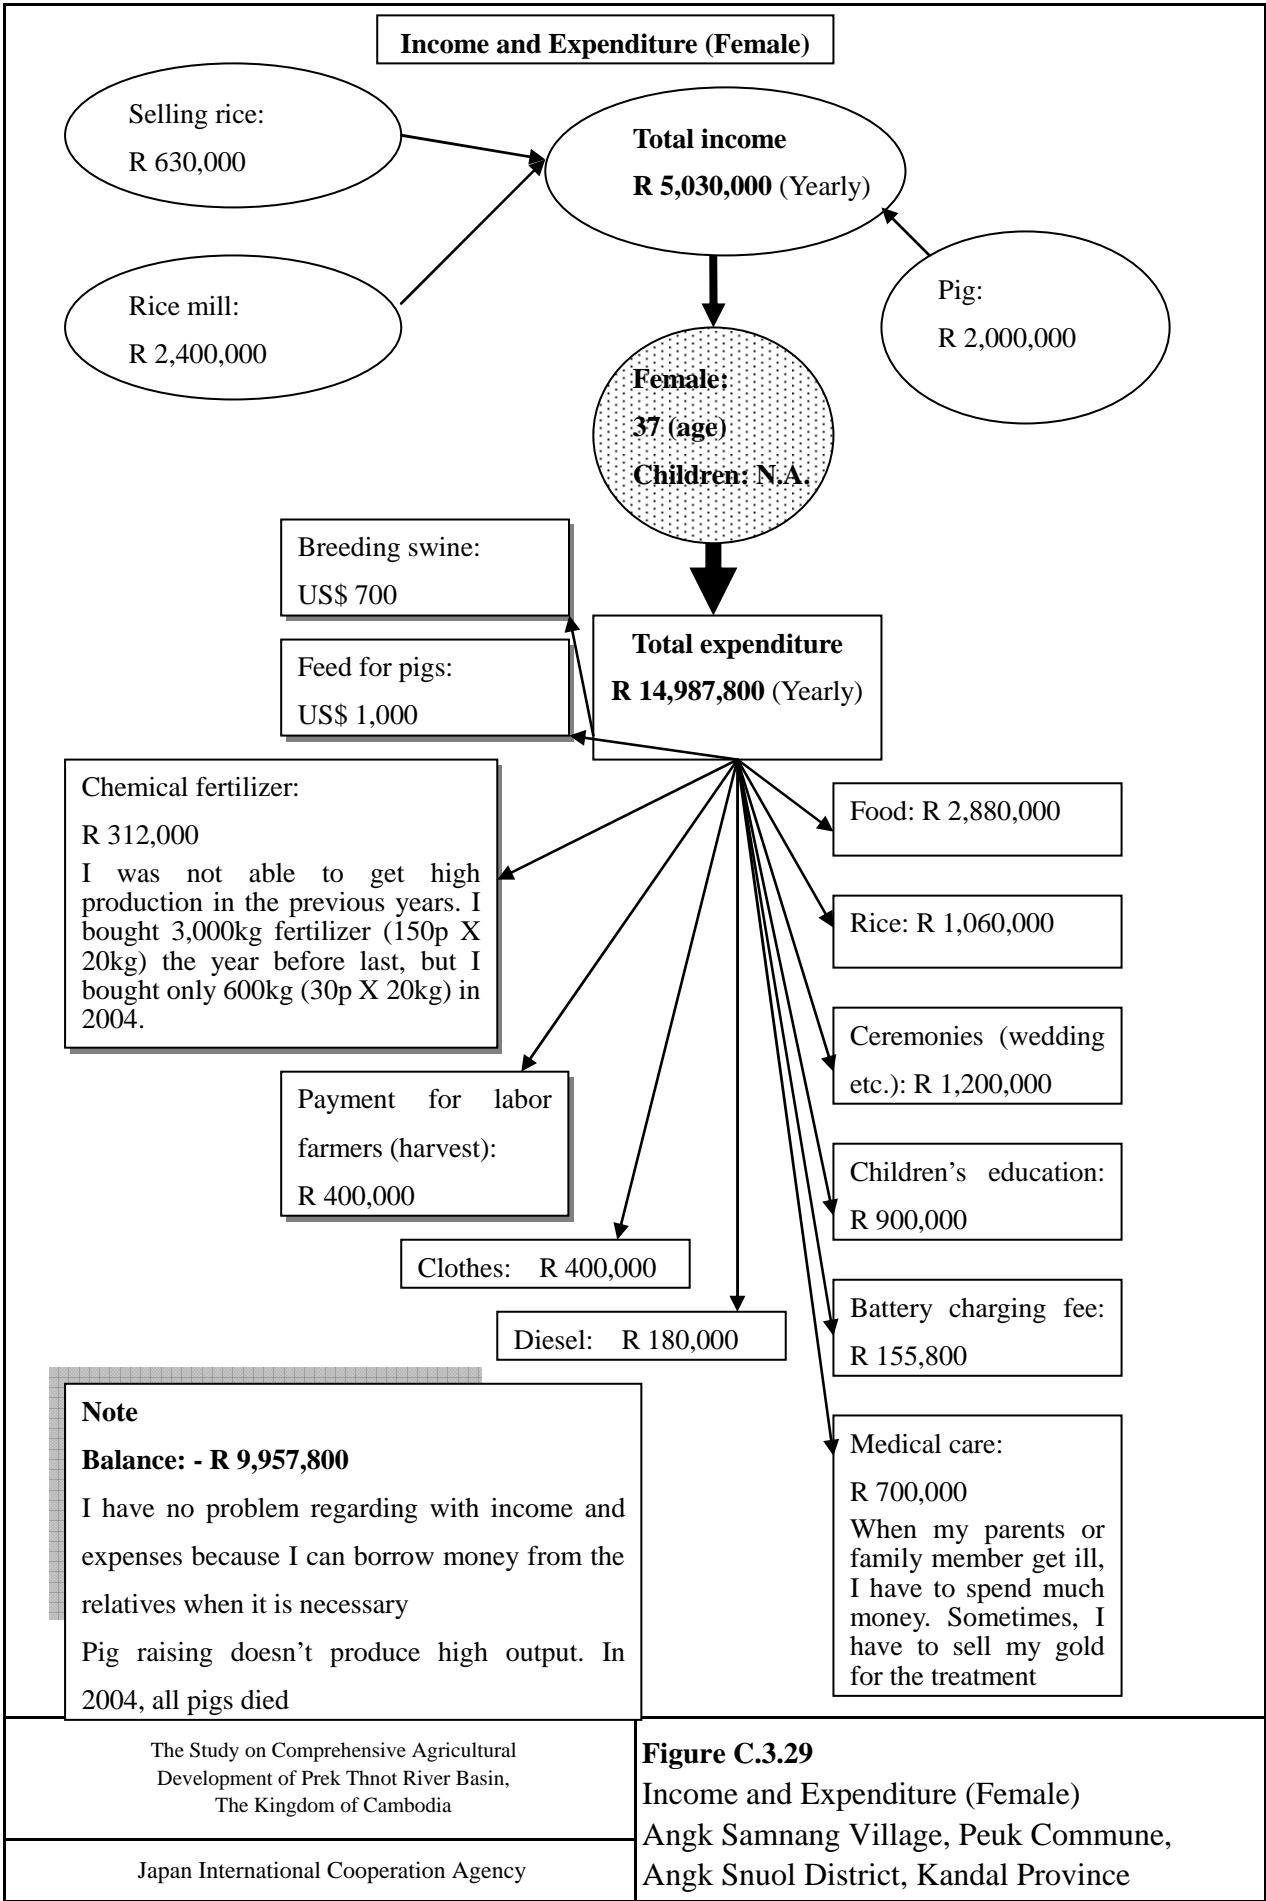 Income and Expenditure (Female)
Selling rice:
R 630,000
Total income
R 5,030,000 (Yearly)
Rice mill:
R 2,400,000
Pig:
R 2,000,000
Female:
37 (age)
Children: N.A.
Breeding swine:
US$ 700
Feed for pigs:
US$ 1,000
Total expenditure
R 14,987,800 (Yearly)
Chemical fertilizer:
R 312,000
I was not able to get high
production in the previous years. I
bought 3,000kg fertilizer (150p X
20kg) the year before last, but I
bought only 600kg (30p X 20kg) in
2004.
Food: R 2,880,000
Rice: R 1,060,000
Ceremonies (wedding
etc.): R 1,200,000
Payment for labor
farmers (harvest):
R 400,000
Children’s education:
R 900,000
Clothes: R 400,000
Diesel: R 180,000
Battery charging fee:
R 155,800
Medical care:
R 700,000
When my parents or
family member get ill,
I have to spend much
money. Sometimes, I
have to sell my gold
for the treatment
Note
Balance: - R 9,957,800
I have no problem regarding with income and
expenses because I can borrow money from the
relatives when it is necessary
Pig raising doesn’t produce high output. In
2004, all pigs died
The Study on Comprehensive Agricultural
Development of Prek Thnot River Basin,
The Kingdom of Cambodia
Japan International Cooperation Agency
Figure C.3.29
Income and Expenditure (Female)
Angk Samnang Village, Peuk Commune,
Angk Snuol District, Kandal Province